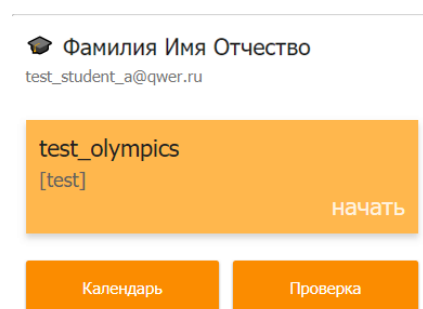 Фамилия Имя Отчество
test_student_a@qwer.ru
test_olympics
[test]
начать
Календарь Проверка